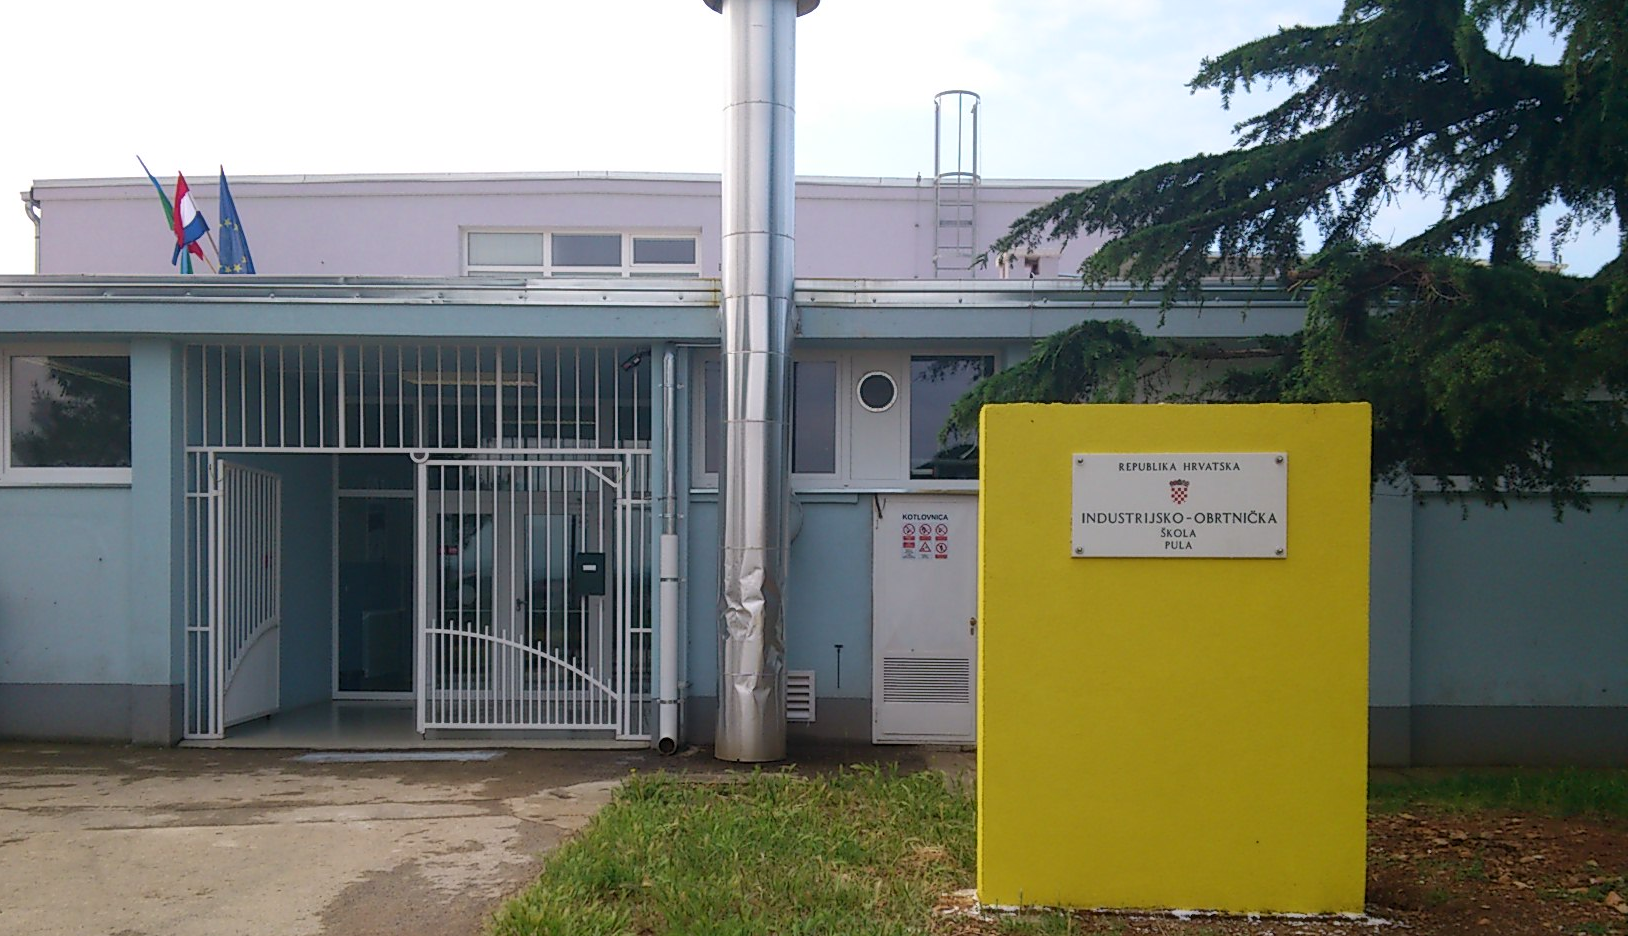 KOTLOVNICA
REPUBLIKA HRVATSKA
INDUSTRIJSKO-OBRTNIČKA
ŠKOLA
PULA